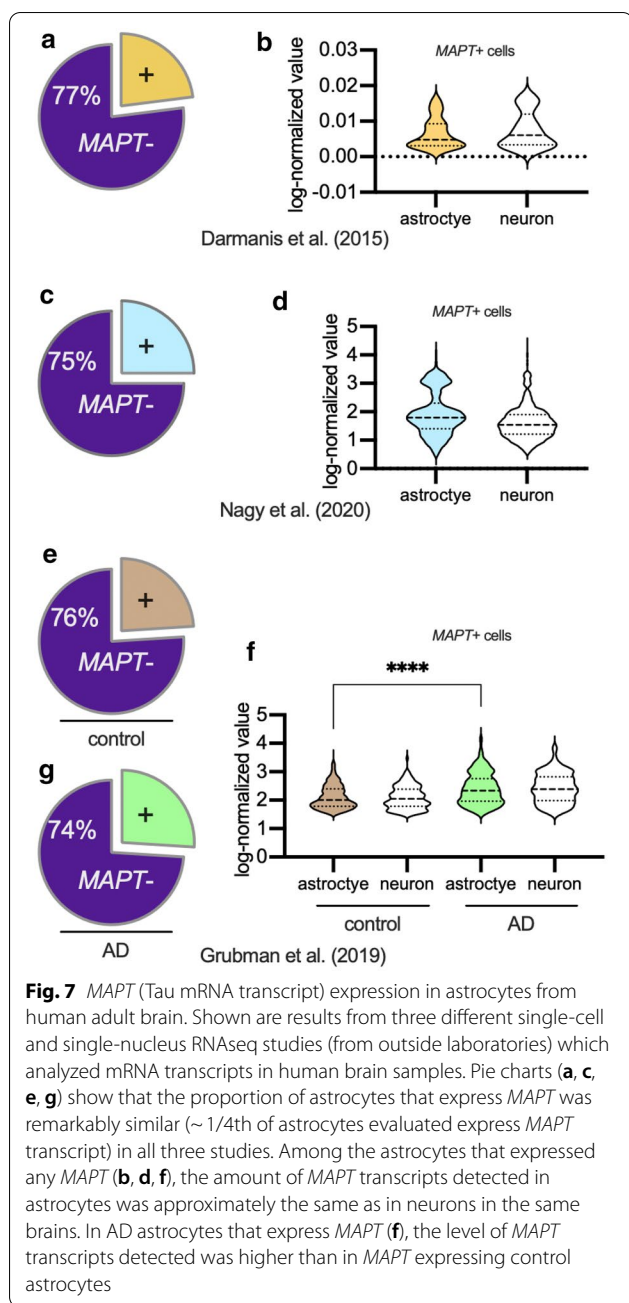 a
77%
MAPT-
+
b
MAPT+ cells
log-normalized value
0.03
0.02
0.01
0.00
-0.01
astroctye
neuron
Darmanis et al. (2015)
c
75%
MAPT-
+
d
MAPT+ cells
log-normalized value
5
4
3
2
1
0
astroctye
neuron
Nagy et al. (2020)
e
76%
MAPT-
+
control
g
74%
MAPT-
+
AD
f
MAPT+ cells
****
log-normalized value
5
4
3
2
1
0
astroctye
neuron
astroctye
neuron
control
AD
Grubman et al. (2019)
Fig. 7 MAPT (Tau mRNA transcript) expression in astrocytes from
human adult brain. Shown are results from three different single-cell
and single-nucleus RNAseq studies (from outside laboratories) which
analyzed mRNA transcripts in human brain samples. Pie charts (a, c,
e, g) show that the proportion of astrocytes that express MAPT was
remarkably similar (~ 1/4th of astrocytes evaluated express MAPT
transcript) in all three studies. Among the astrocytes that expressed
any MAPT (b, d, f), the amount of MAPT transcripts detected in
astrocytes was approximately the same as in neurons in the same
brains. In AD astrocytes that express MAPT (f), the level of MAPT
transcripts detected was higher than in MAPT expressing control
astrocytes